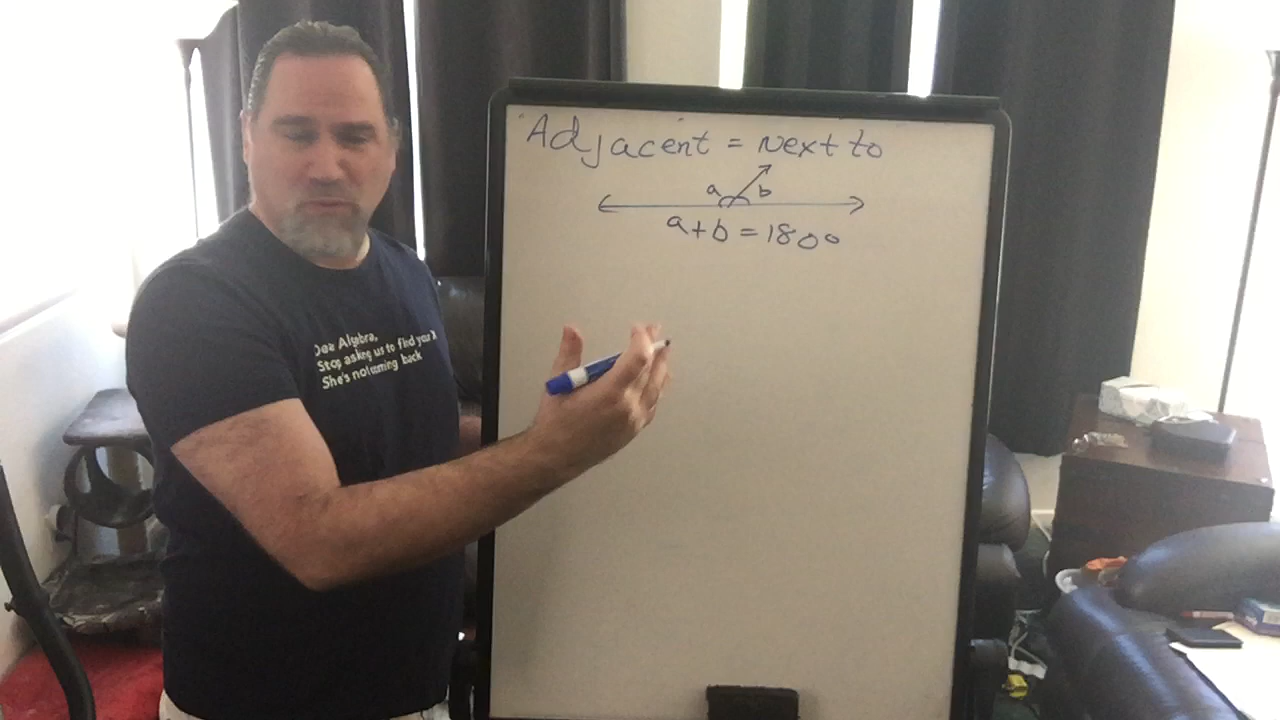 "Adjacent = Next to
a b
a+b=180°
Dear Algebra,
Stop asking us to find your X
She's not coming back